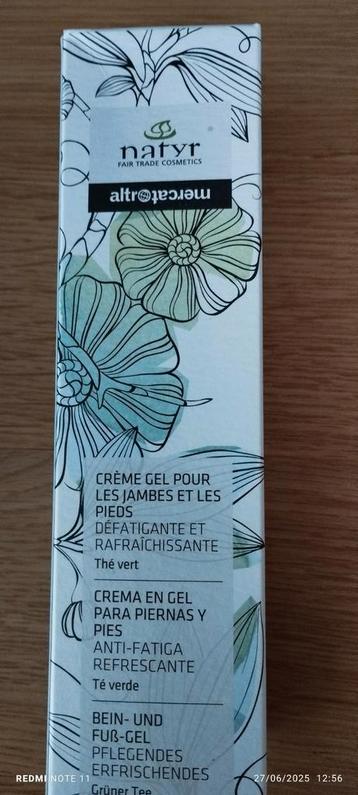 natyr
FAIR TRADE COSMETICS
altromercato
CRÈME GEL POUR
LES JAMBES ET LES
PIEDS
DÉFATIGANTE ET
RAFRAÎCHISSANTE
Thé vert
CREMA EN GEL
PARA PIERNAS Y
PIES
ANTI-FATIGA
REFRESCANTE
Té verde
BEIN- UND
FUß-GEL
PFLEGENDES
ERFRISCHENDES
Grüner Tee
REDMI NOTE 11
27/06/2025 12:56